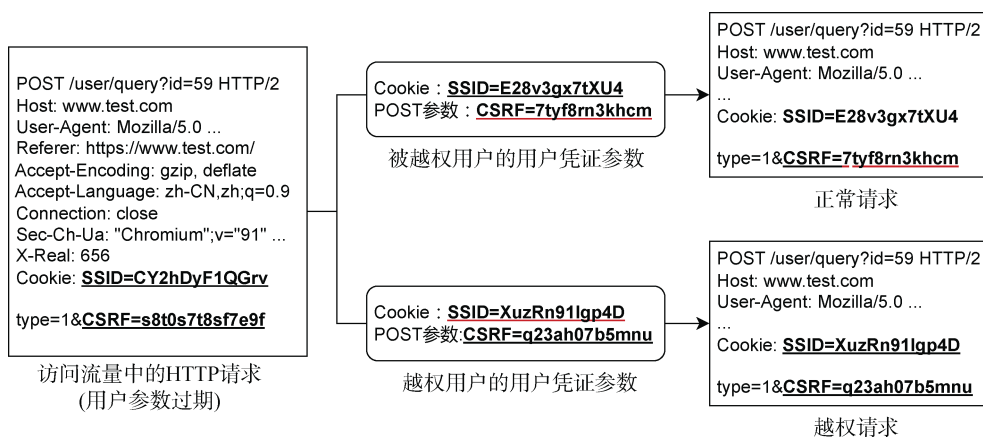 POST /user/query?id=59 HTTP/2
Host: www.test.com
User-Agent: Mozilla/5.0 ...
Referer: https://www.test.com/
Accept-Encoding: gzip, deflate
Accept-Language: zh-CN,zh;q=0.9
Connection: close
Sec-Ch-Ua: "Chromium";v="91" ...
X-Real: 656
Cookie: SSID=CY2hDyF1QGrv
type=1&CSRF=s8t0s7t8sf7e9f
访问流量中的HTTP请求
(用户参数过期)
Cookie：SSID=E28v3gx7tXU4
POST参数：CSRF=7tyf8rn3khcm
被越权用户的用户凭证参数
Cookie：SSID=XuzRn91Igp4D
POST参数:CSRF=q23ah07b5mnu
越权用户的用户凭证参数
POST /user/query?id=59 HTTP/2
Host: www.test.com
User-Agent: Mozilla/5.0 ...
...
Cookie: SSID=E28v3gx7tXU4
type=1&CSRF=7tyf8rn3khcm
正常请求
POST /user/query?id=59 HTTP/2
Host: www.test.com
User-Agent: Mozilla/5.0 ...
...
Cookie: SSID=XuzRn91Igp4D
type=1&CSRF=q23ah07b5mnu
越权请求